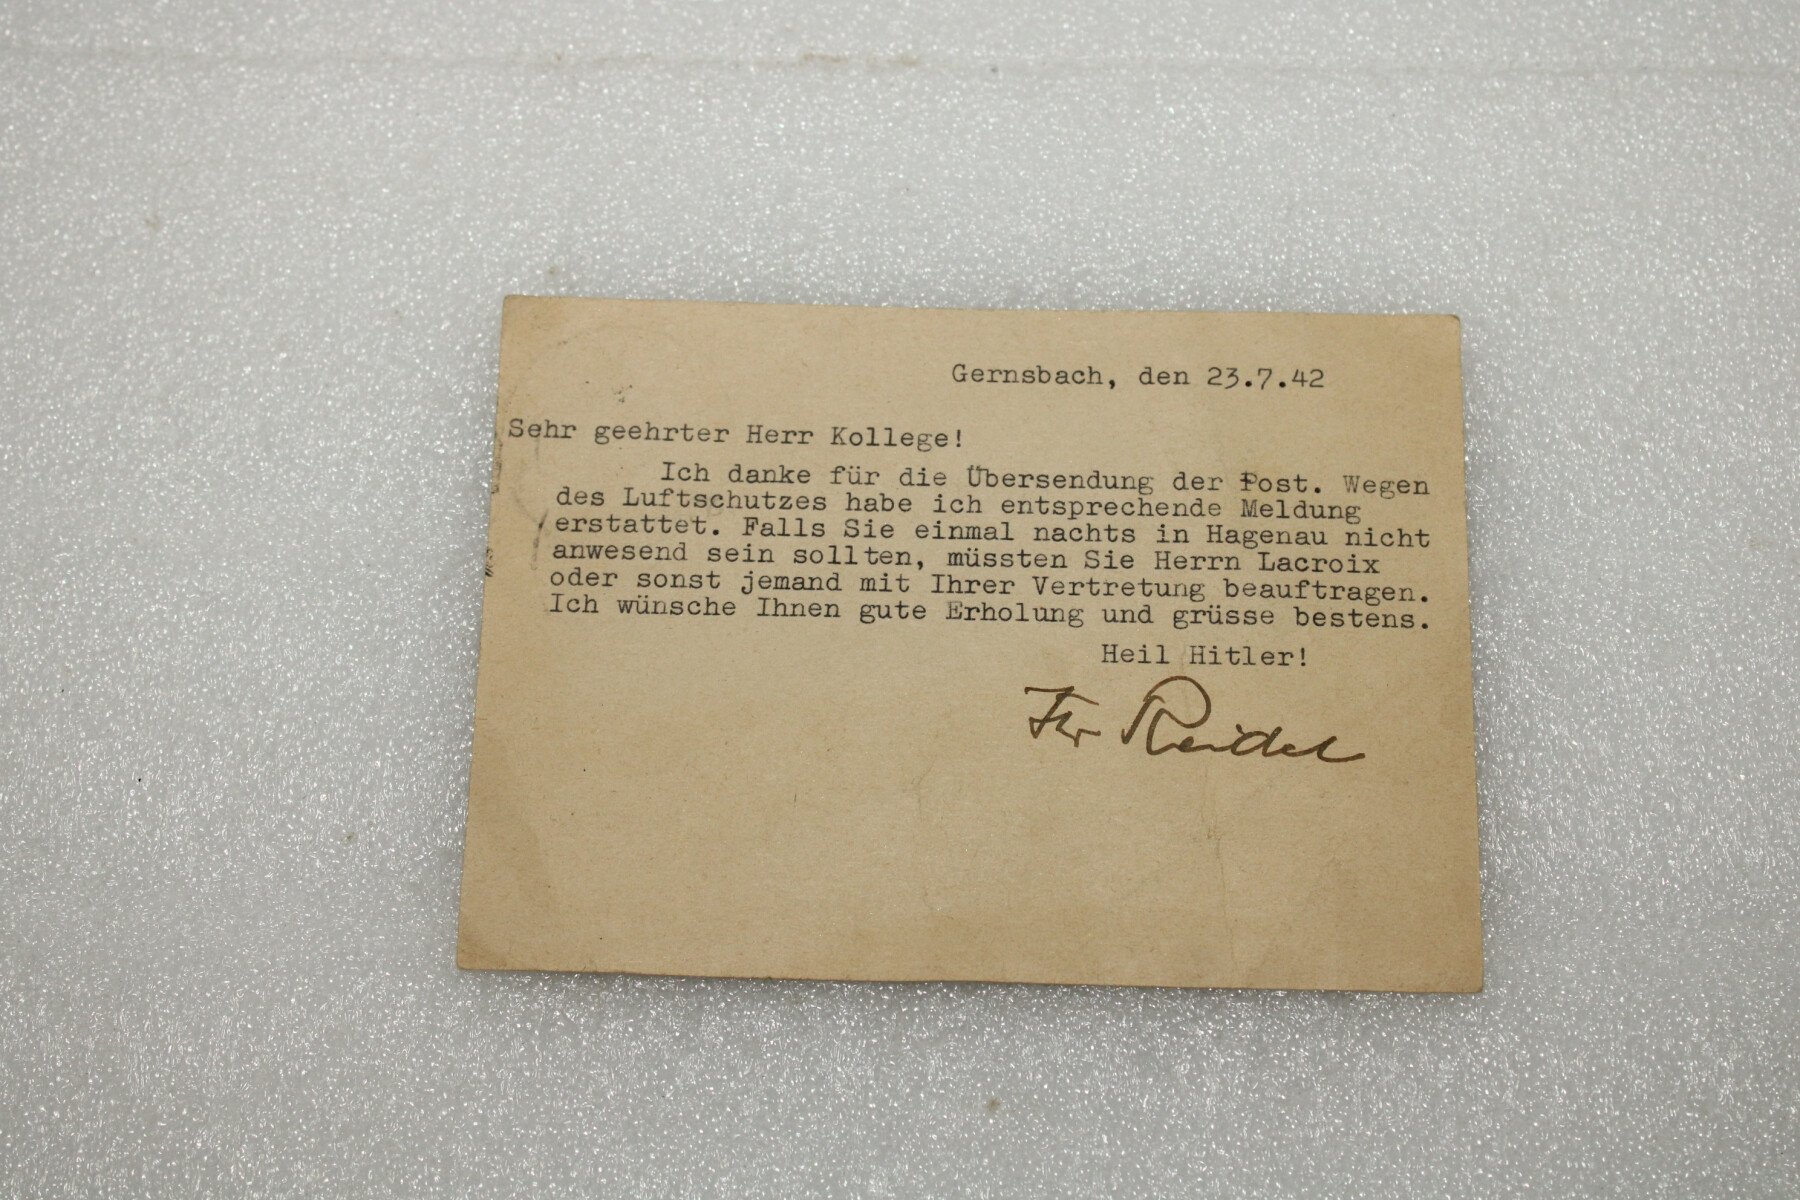 Gernsbach, den 23.7.42
Sehr geehrter Herr Kollege!
Ich danke für die Übersendung der Post. Wegen
des Luftschutzes habe ich entsprechende Meldung
erstattet. Falls Sie einmal nachts in Hagenau nicht
anwesend sein sollten, müssten Sie Herrn Lacroix
oder sonst jemand mit Ihrer Vertretung beauftragen.
Ich wünsche Ihnen gute Erholung und grüsse bestens.
Heil Hitler!
Ihr Reidel